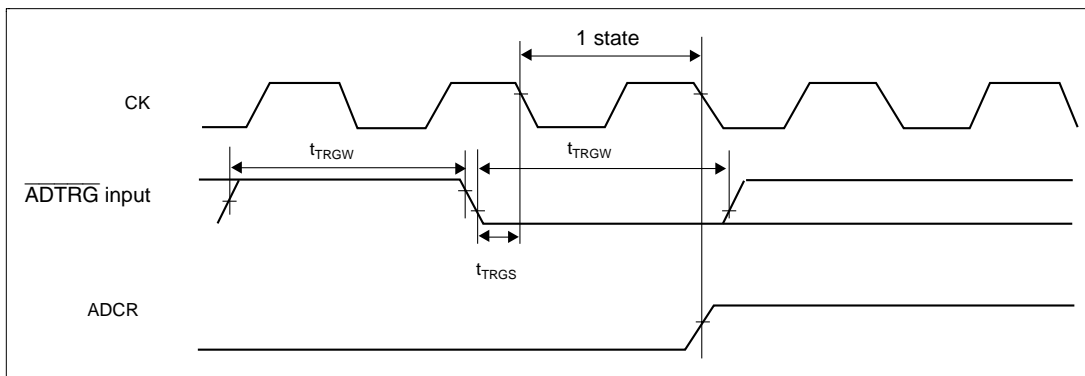 1 state
CK
tTRGW tTRGW
ADTRG input
tTRGS
ADCR